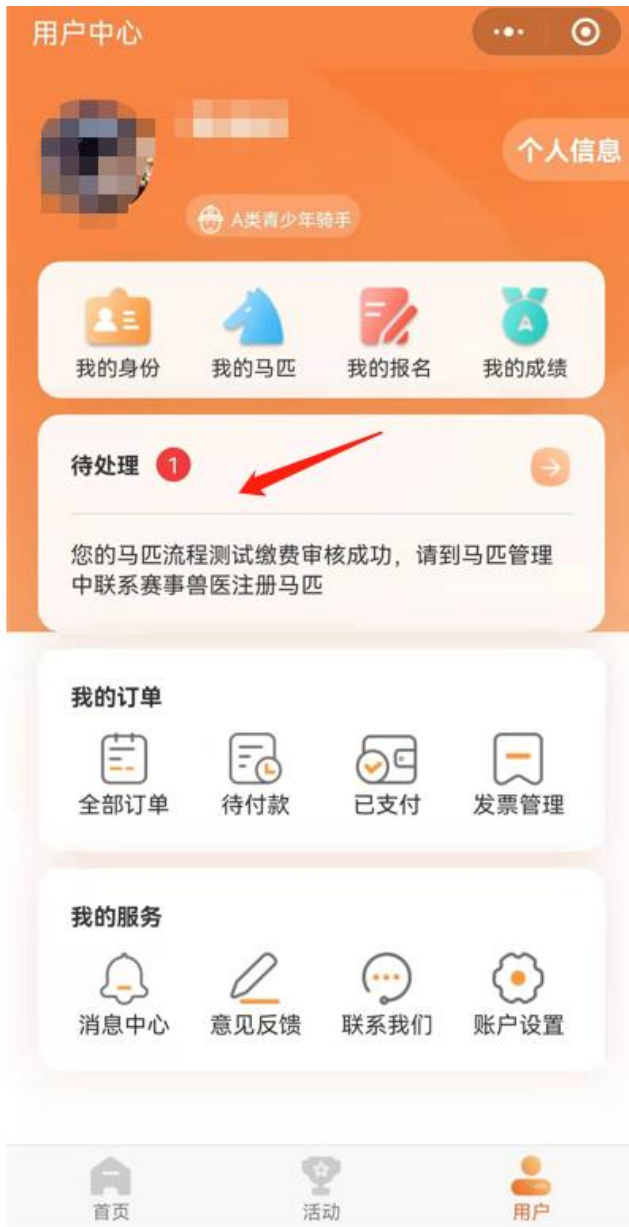 用户中心
个人信息
A类青少年骑手
我的身份 我的马匹 我的报名 我的成绩
待处理 1
您的马匹流程测试缴费审核成功，请到马匹管理
中联系赛事兽医注册马匹
我的订单
全部订单 待付款 已支付 发票管理
我的服务
消息中心 意见反馈 联系我们 账户设置
首页 活动 用户